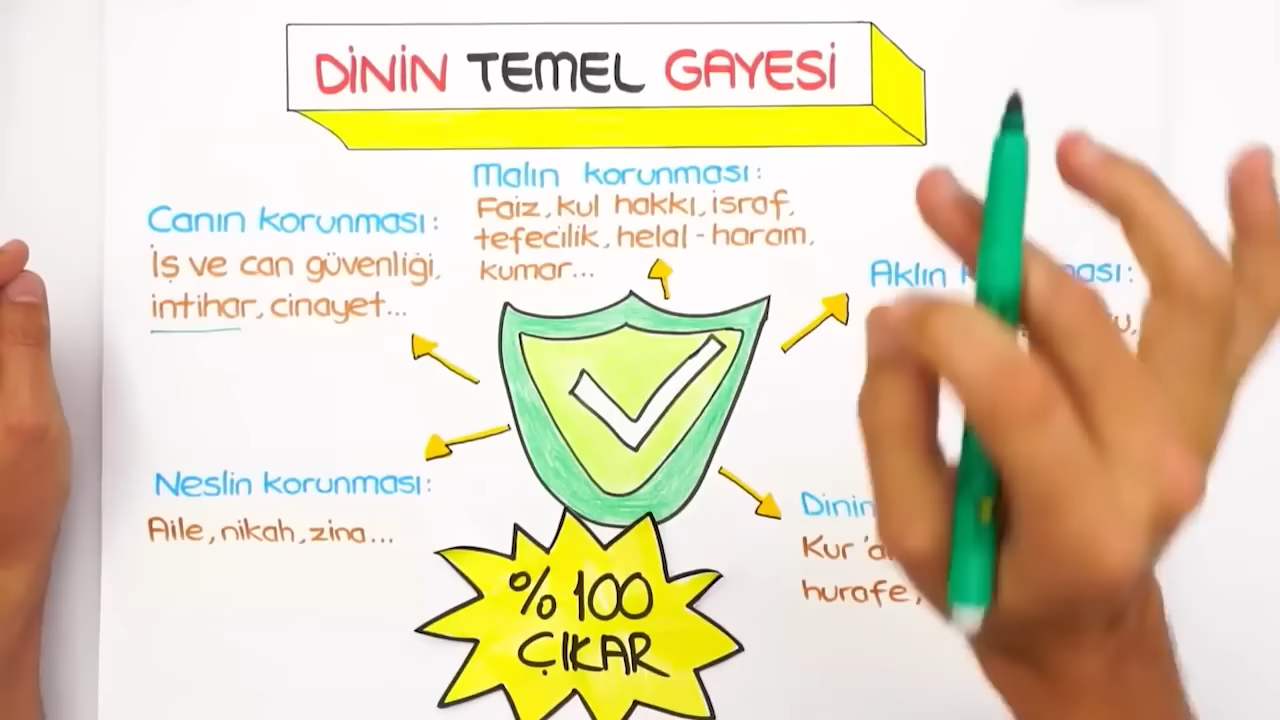 DİNİN TEMEL GAYESİ
Malın korunması:
Faiz, kul hakkı, israf,
tefecilik, helal-haram,
kumar...
Canın korunması:
İş ve can güvenliği,
intihar, cinayet...
Aklın
Neslin korunması:
Aile, nikah, zina...
Dinin
hurafe,
%100
ÇIKAR